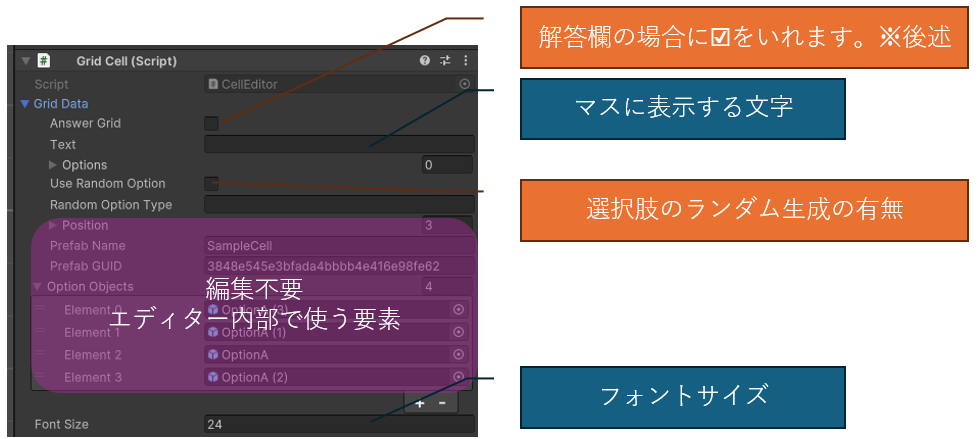 解答欄の場合に☑をいれます。※後述
Grid Cell (Script)
Script
CellEditor
Grid Data
マスに表示する文字
Answer Grid
Text
Options
0
Use Random Option
選択肢のランダム生成の有無
Random Option Type
Position
3
Prefab Name
SampleCell
Prefab GUID
3848e545e3bfada4bbbb4e416e98fe62
Option Objects
4
編集不要
エディター内部で使う要素
Element 0
OptionA (3)
Element 1
OptionA (1)
Element 2
OptionA
Element 3
OptionA (2)
+ -
フォントサイズ
Font Size
24